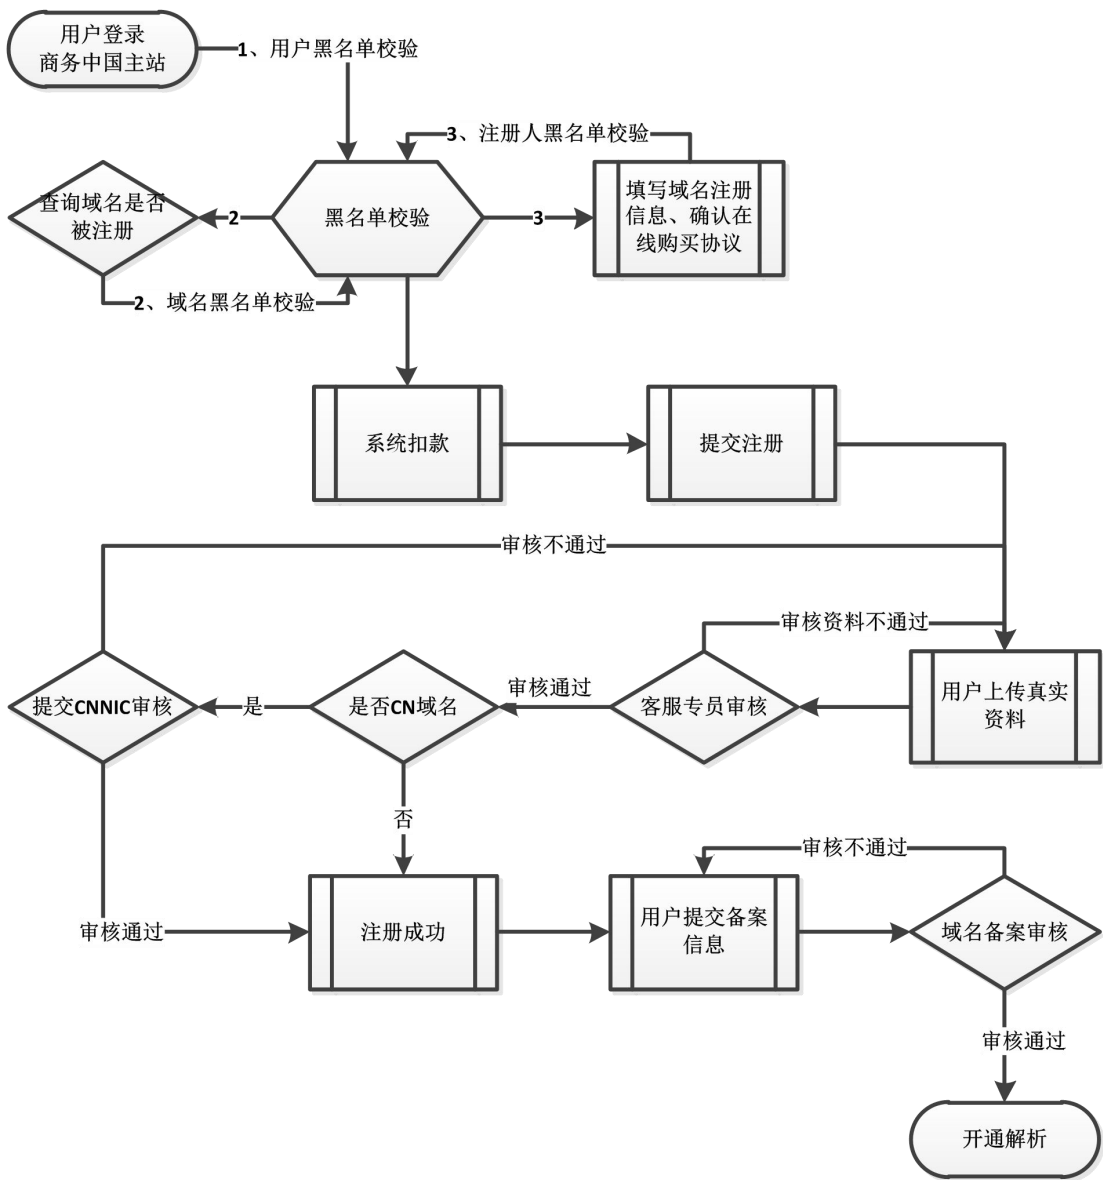 用户登录
商务中国主站
1、用户黑名单校验
3、注册人黑名单校验
查询域名是否
被注册
2
黑名单校验
3
填写域名注册
信息、确认在
线购买协议
2、域名黑名单校验
系统扣款
提交注册
审核不通过
审核资料不通过
提交CNNIC审核
是
是否CN域名
审核通过
客服专员审核
用户上传真实
资料
否
审核不通过
审核通过
注册成功
用户提交备案
信息
域名备案审核
审核通过
开通解析